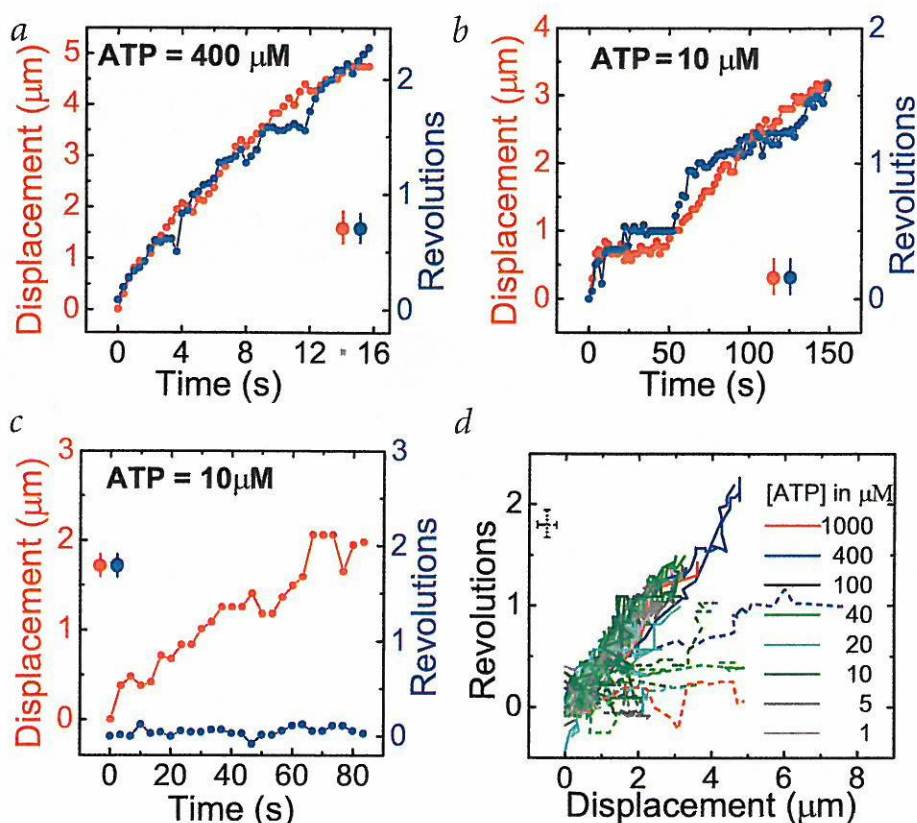 a
ATP = 400 μM
Displacement (μm)
5
4
3
2
1
0
2
1
0
Revolutions
0 4 8 12 16
Time (s)
b
ATP = 10 μM
Displacement (μm)
4
3
2
1
0
2
1
0
Revolutions
0 50 100 150
Time (s)
c
ATP = 10μM
Displacement (μm)
3
2
1
0
3
2
1
0
Revolutions
0 20 40 60 80
Time (s)
d
Revolutions
2
1
0
[ATP] in μM
1000
400
100
40
20
10
5
1
0 2 4 6 8
Displacement (μm)